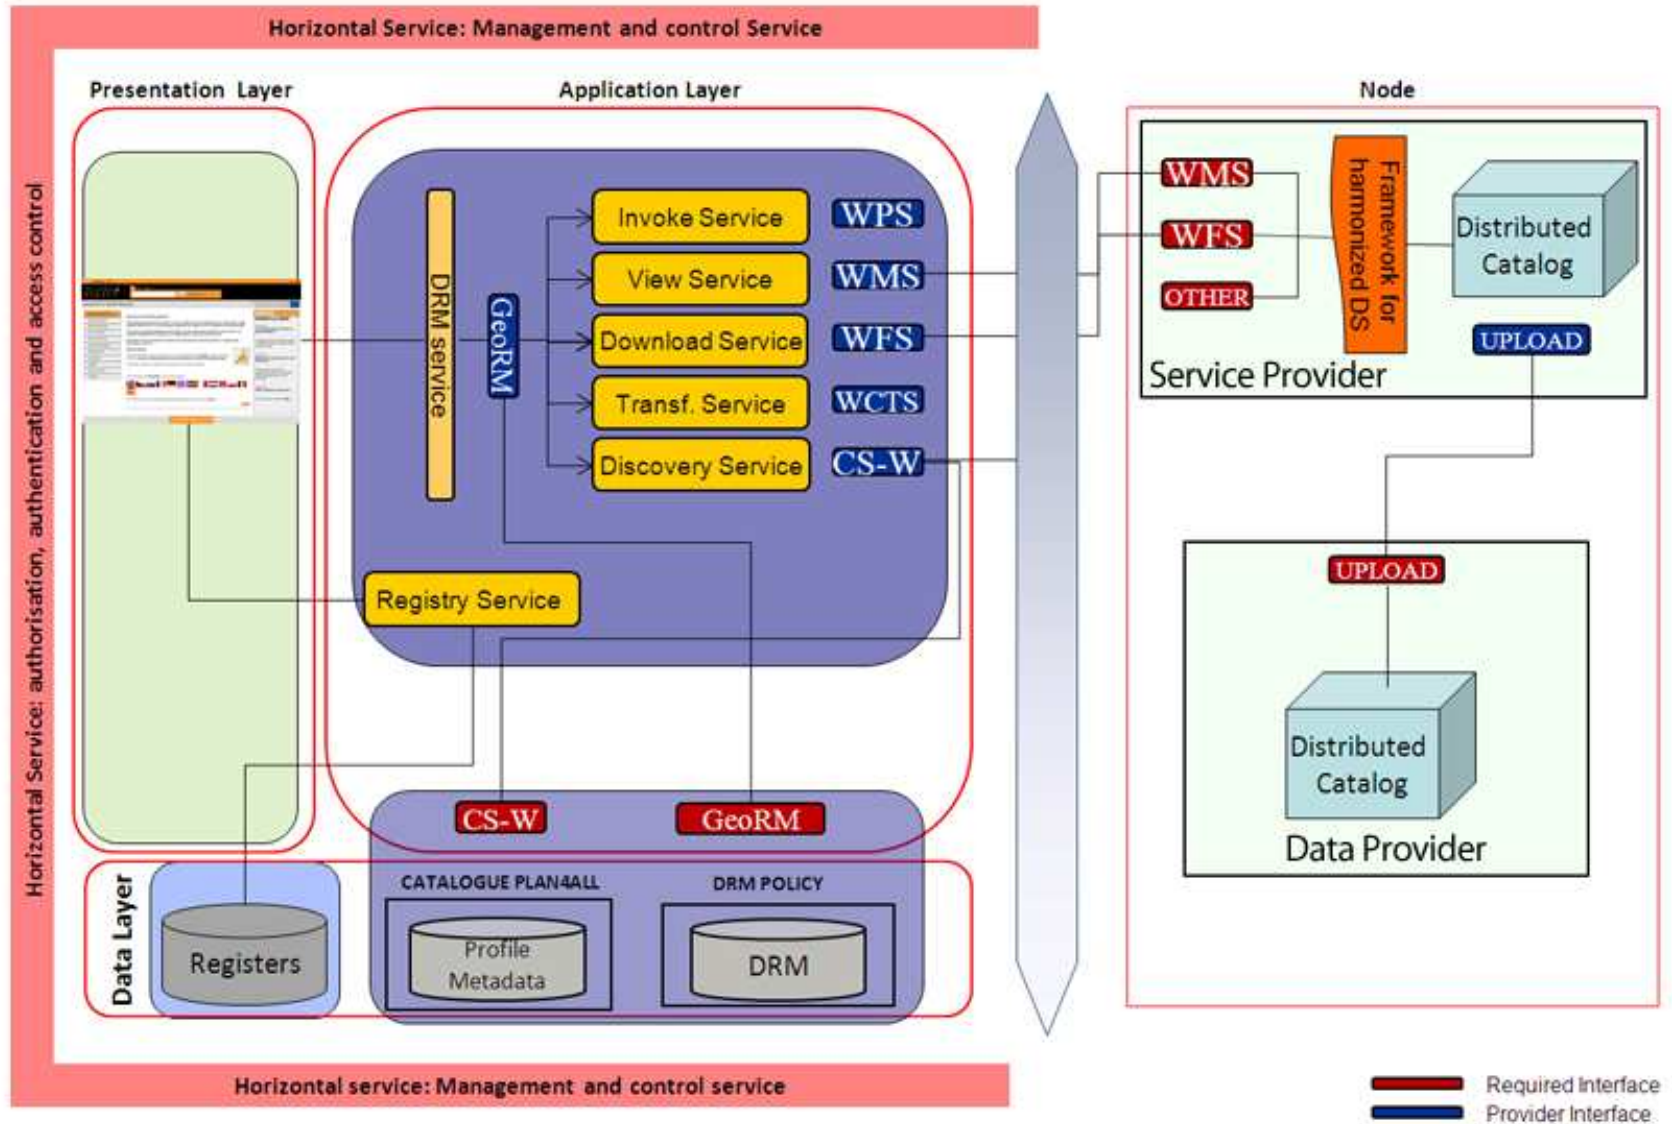 Horizontal Service: Management and control Service
Horizontal Service: authorisation, authentication and access control
Presentation Layer
Application Layer
Node
DRM service
GeoRM
Invoke Service
WPS
View Service
WMS
Download Service
WFS
Transf. Service
WCTS
Discovery Service
CS-W
Registry Service
WMS
WFS
OTHER
Framework for
harmonized DS
Distributed
Catalog
UPLOAD
Service Provider
UPLOAD
Distributed
Catalog
Data Provider
CS-W
GeoRM
Data Layer
Registers
CATALOGUE PLAN4ALL
Profile
Metadata
DRM POLICY
DRM
Horizontal service: Management and control service
Required Interface
Provider Interface